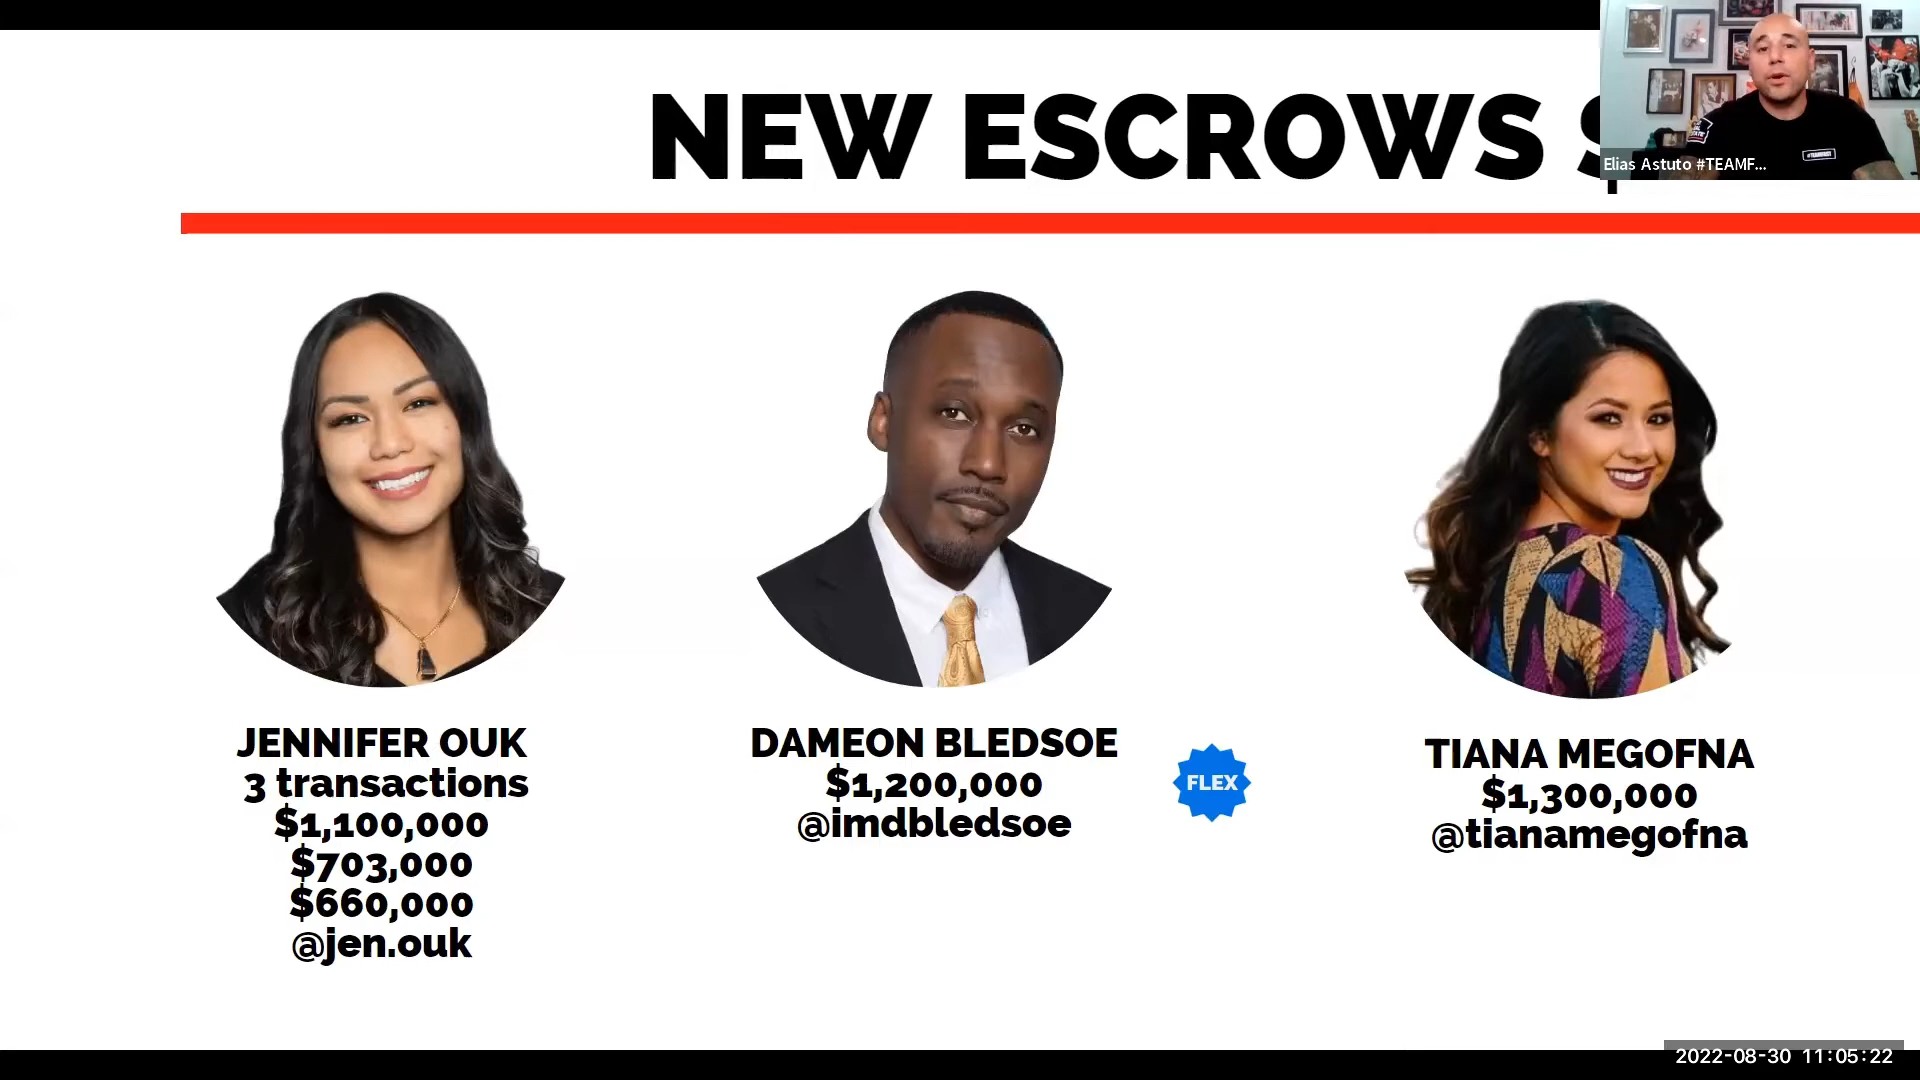 NEW ESCROWS $
Elias Astuto #TEAMF...
JENNIFER OUK
3 transactions
$1,100,000
$703,000
$660,000
@jen.ouk
DAMEON BLEDSOE
$1,200,000
@imdbledsoe
FLEX
TIANA MEGOFNA
$1,300,000
@tianamegofna
2022-08-30 11:05:22